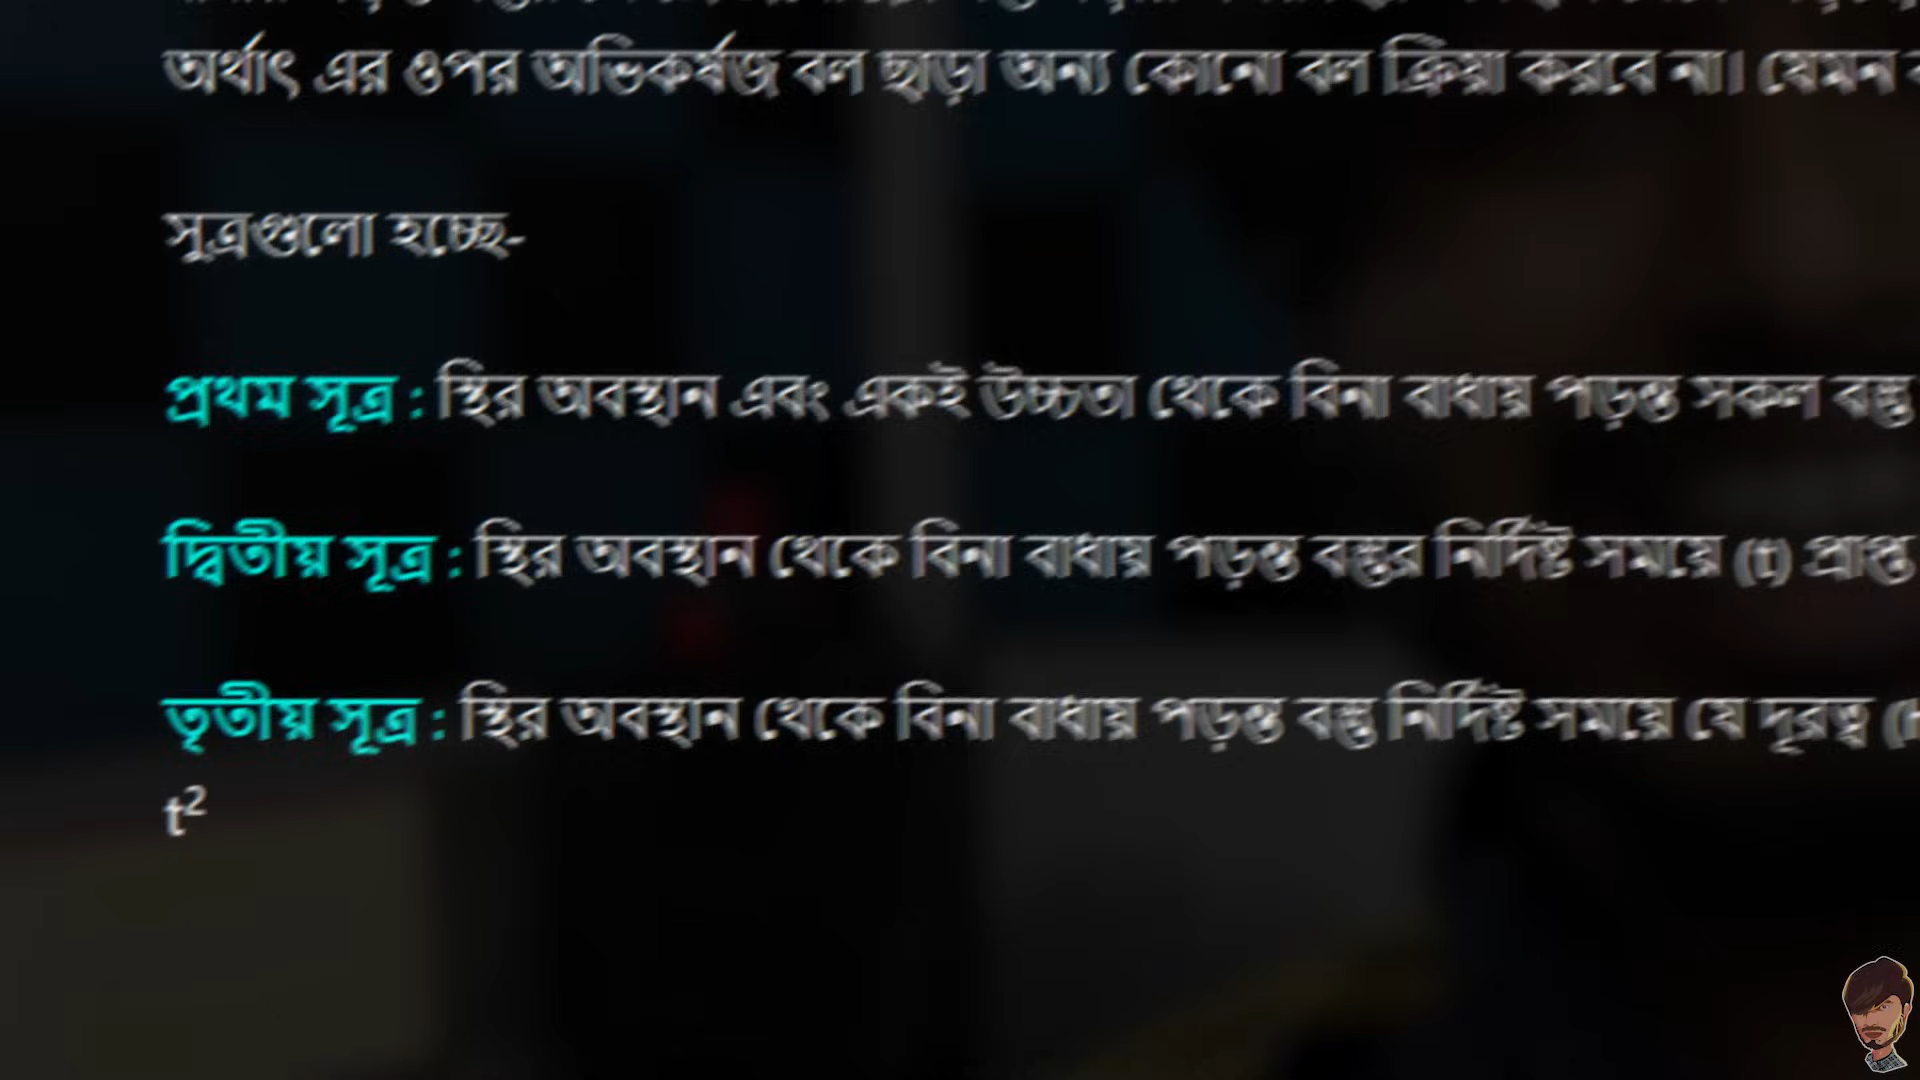 অর্থাৎ এর ওপর অভিকর্ষজ বল ছাড়া অন্য কোনো বল ক্রিয়া করবে না। যেমন
সুত্রগুলো হচ্ছে-
প্রথম সূত্র : স্থির অবস্থান এবং একই উচ্চতা থেকে বিনা বাধায় পড়ন্ত সকল বস্তু
দ্বিতীয় সূত্র : স্থির অবস্থান থেকে বিনা বাধায় পড়ন্ত বস্তুর নির্দিষ্ট সময়ে (t) প্রাপ্ত
তৃতীয় সূত্র : স্থির অবস্থান থেকে বিনা বাধায় পড়ন্ত বস্তু নির্দিষ্ট সময়ে যে দূরত্ব (h
t²